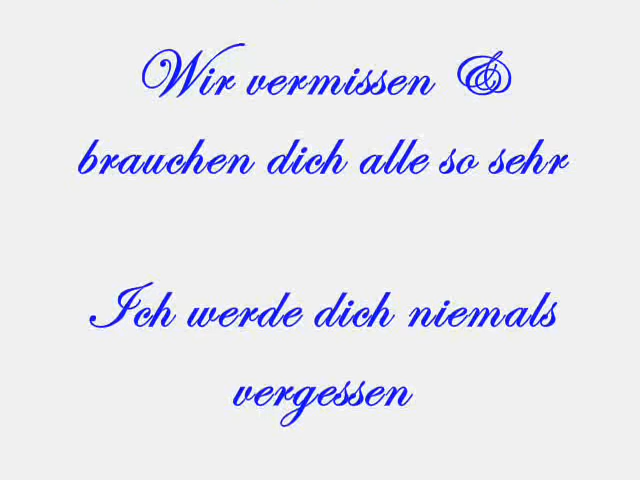 Wir vermissen &
brauchen dich alle so sehr
Ich werde dich niemals
vergessen